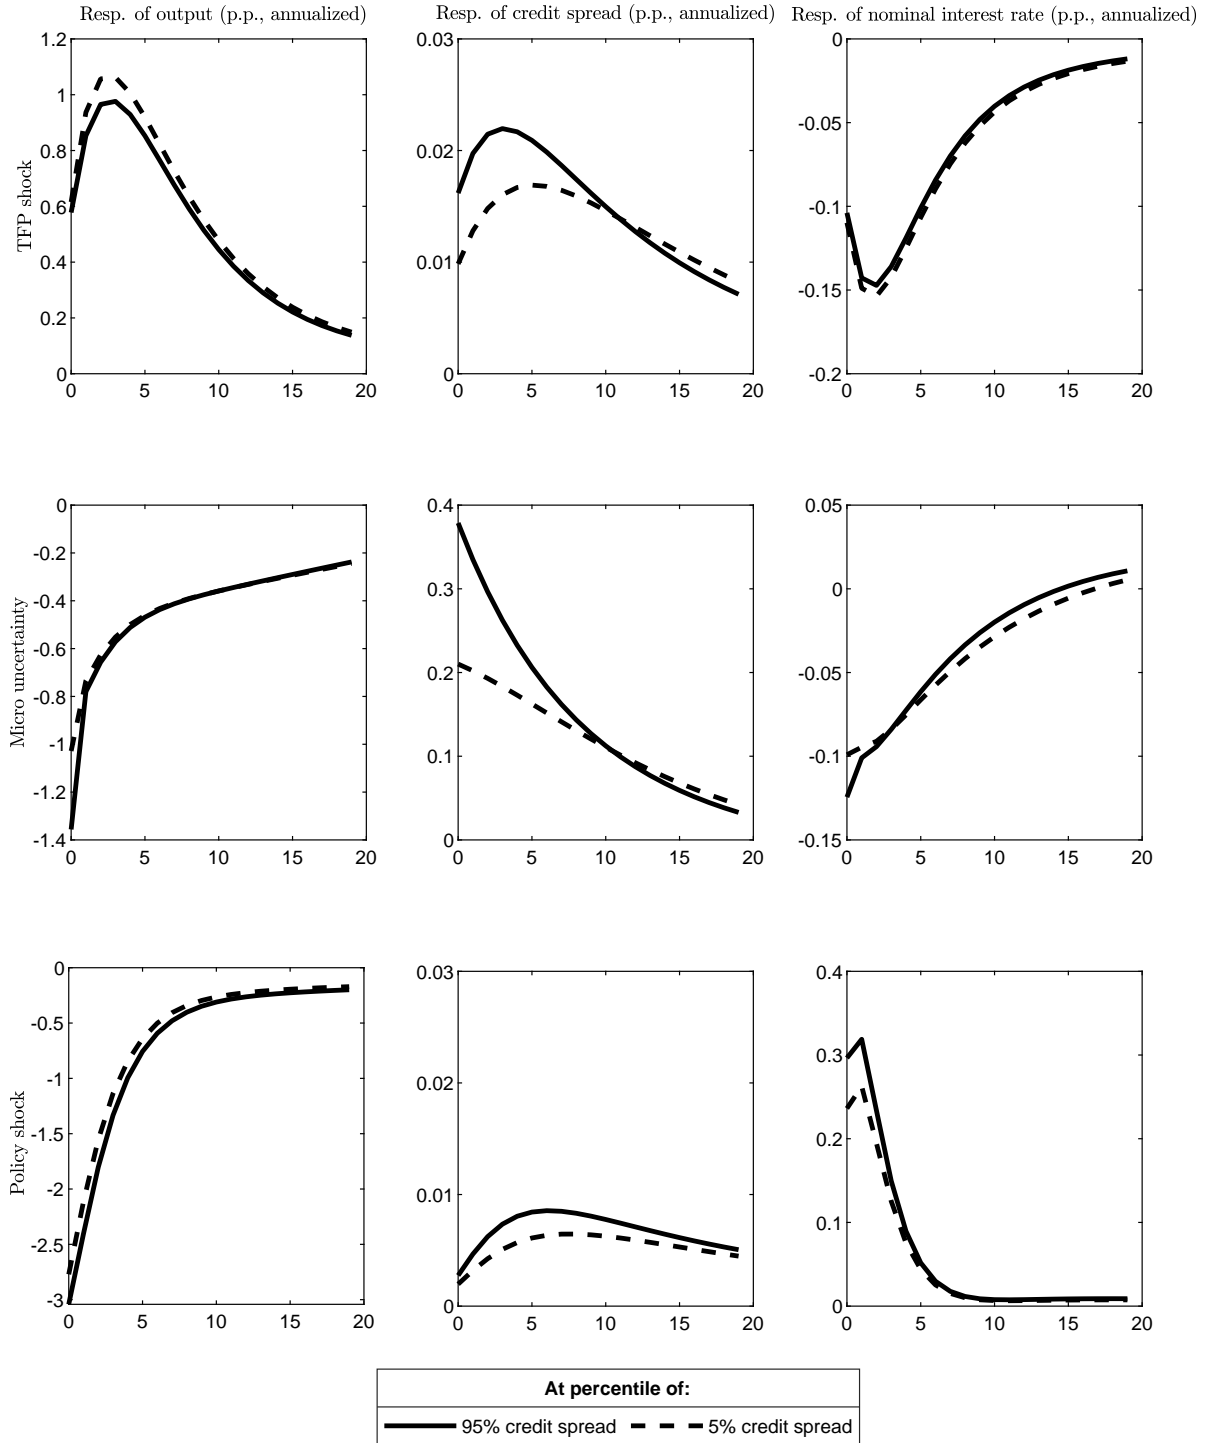 Resp. of output (p.p., annualized)
Resp. of credit spread (p.p., annualized)
Resp. of nominal interest rate (p.p., annualized)
TFP shock
1.2
1
0.8
0.6
0.4
0.2
0
0 5 10 15 20
0.03
0.02
0.01
0
0 5 10 15 20
0
-0.05
-0.1
-0.15
-0.2
0 5 10 15 20
Micro uncertainty
0
-0.2
-0.4
-0.6
-0.8
-1
-1.2
-1.4
0 5 10 15 20
0.4
0.3
0.2
0.1
0
0 5 10 15 20
0.05
0
-0.05
-0.1
-0.15
0 5 10 15 20
Policy shock
0
-0.5
-1
-1.5
-2
-2.5
-3
0 5 10 15 20
0.03
0.02
0.01
0
0 5 10 15 20
0.4
0.3
0.2
0.1
0
0 5 10 15 20
At percentile of:
95% credit spread 5% credit spread